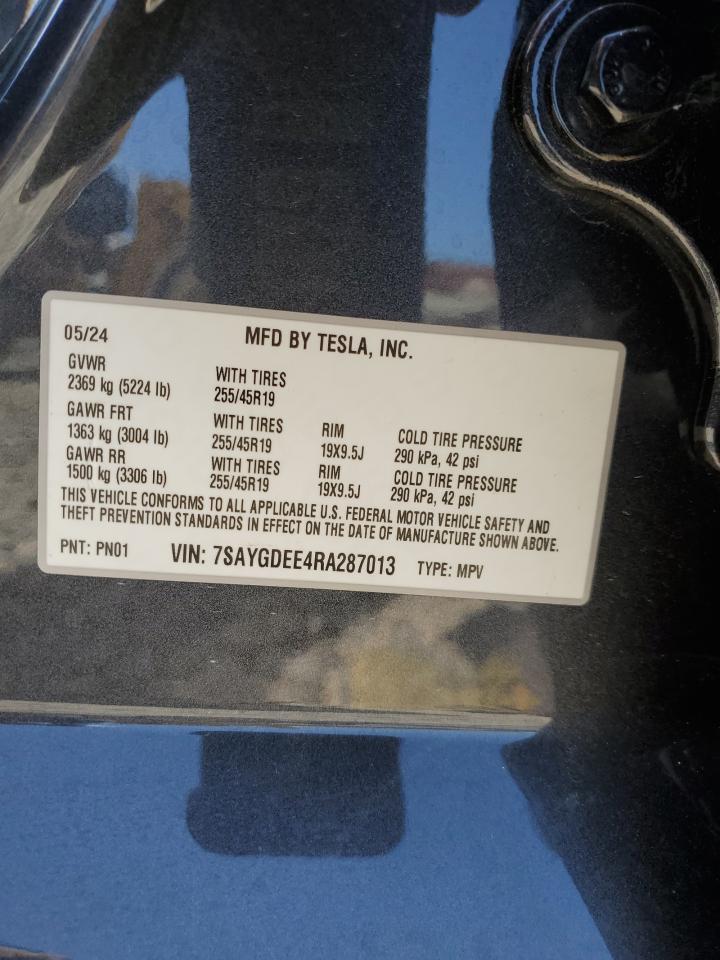 05/24 MFD BY TESLA, INC.
GVWR
2369 kg (5224 lb) WITH TIRES
255/45R19
GAWR FRT
1363 kg (3004 lb) WITH TIRES
255/45R19 RIM
19X9.5J COLD TIRE PRESSURE
290 kPa, 42 psi
GAWR RR
1500 kg (3306 lb) WITH TIRES
255/45R19 RIM
19X9.5J COLD TIRE PRESSURE
290 kPa, 42 psi
THIS VEHICLE CONFORMS TO ALL APPLICABLE U.S. FEDERAL MOTOR VEHICLE SAFETY AND
THEFT PREVENTION STANDARDS IN EFFECT ON THE DATE OF MANUFACTURE SHOWN ABOVE.
PNT: PN01 VIN: 7SAYGDEE4RA287013 TYPE: MPV